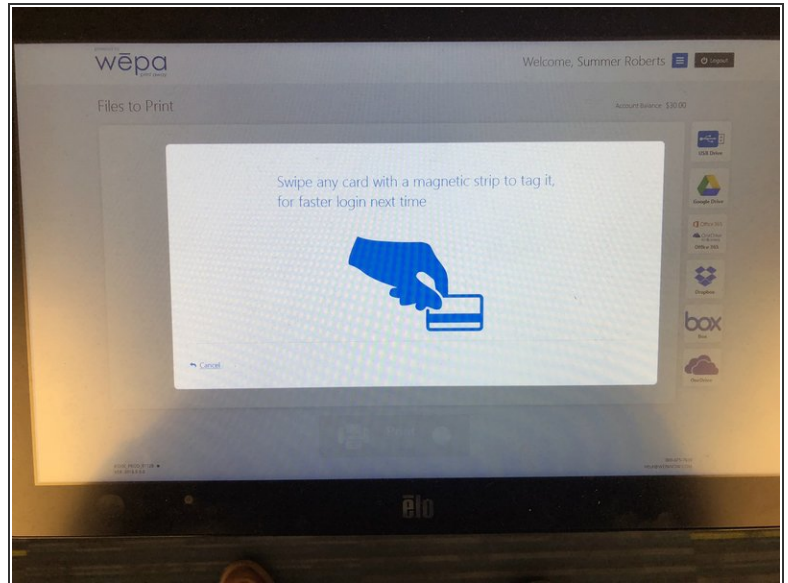 wēpa
print away
Welcome, Summer Roberts
Logout
Files to Print
Account Balance $30.00
USB Drive
Swipe any card with a magnetic strip to tag it,
for faster login next time
Google Drive
Office 365
Dropbox
box
Box
OneDrive
Cancel
elo